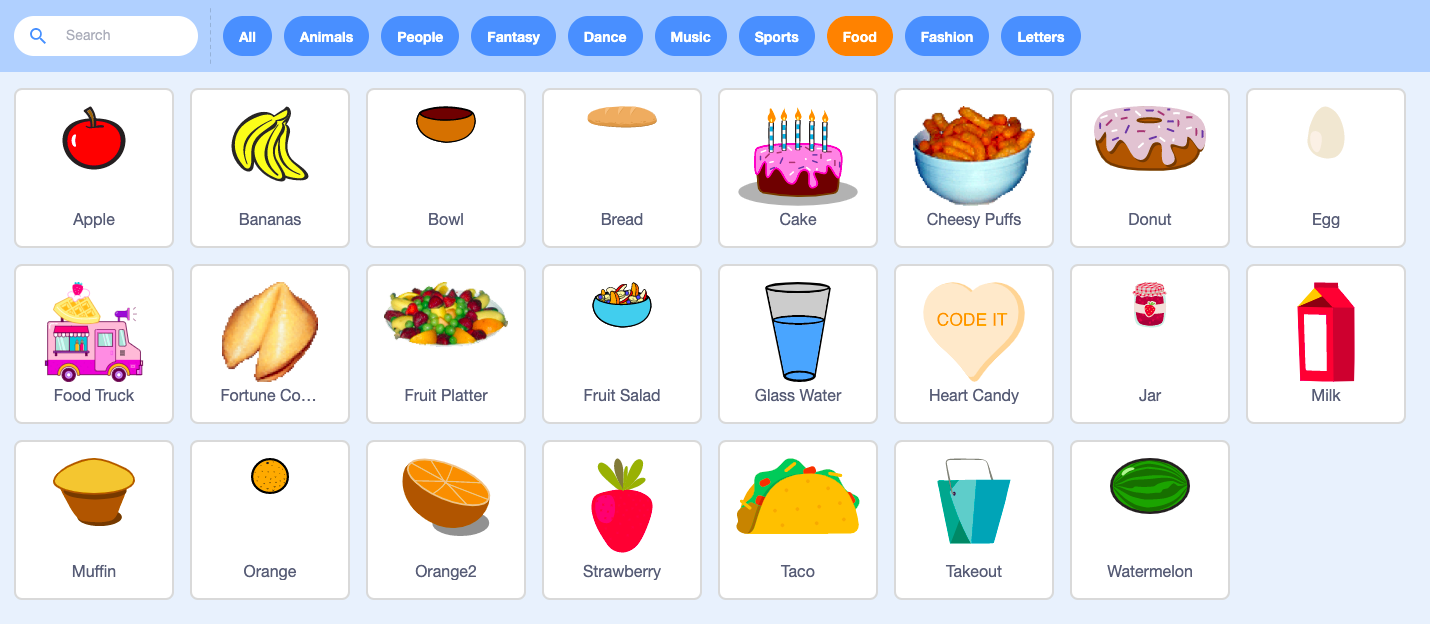 Search
All
Animals
People
Fantasy
Dance
Music
Sports
Food
Fashion
Letters
Apple
Bananas
Bowl
Bread
Cake
Cheesy Puffs
Donut
Egg
Food Truck
Fortune Co...
Fruit Platter
Fruit Salad
Glass Water
CODE IT
Heart Candy
Jar
Milk
Muffin
Orange
Orange2
Strawberry
Taco
Takeout
Watermelon